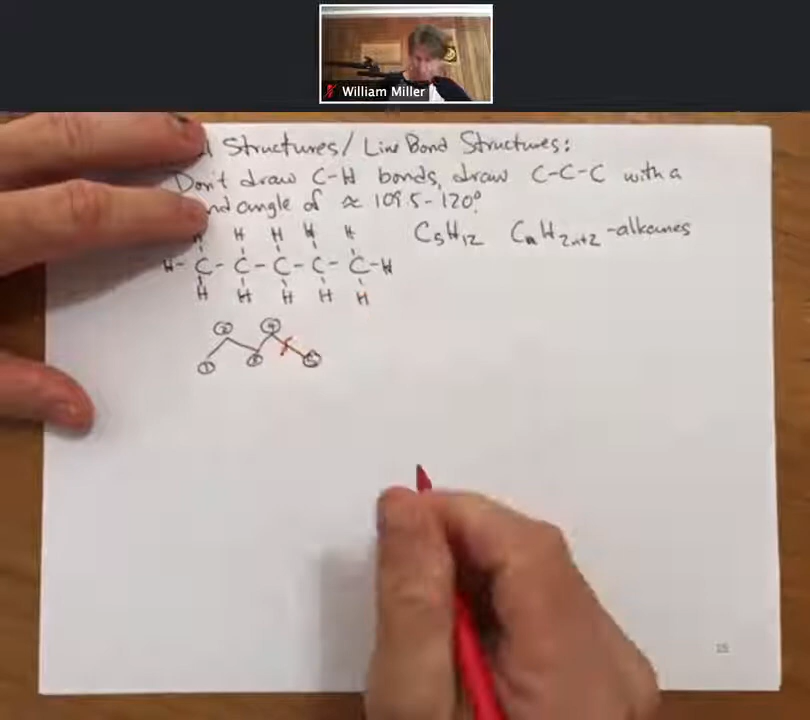 William Miller
Structures/ Line Bond Structures:
Don't draw C-H bonds, draw C-C-C with a
angle of ≈ 109.5-120°
C5H12 CnH2n+2 -alkanes
H H H H H
H-C-C-C-C-C-H
H H H H H
2 4
1 3 5